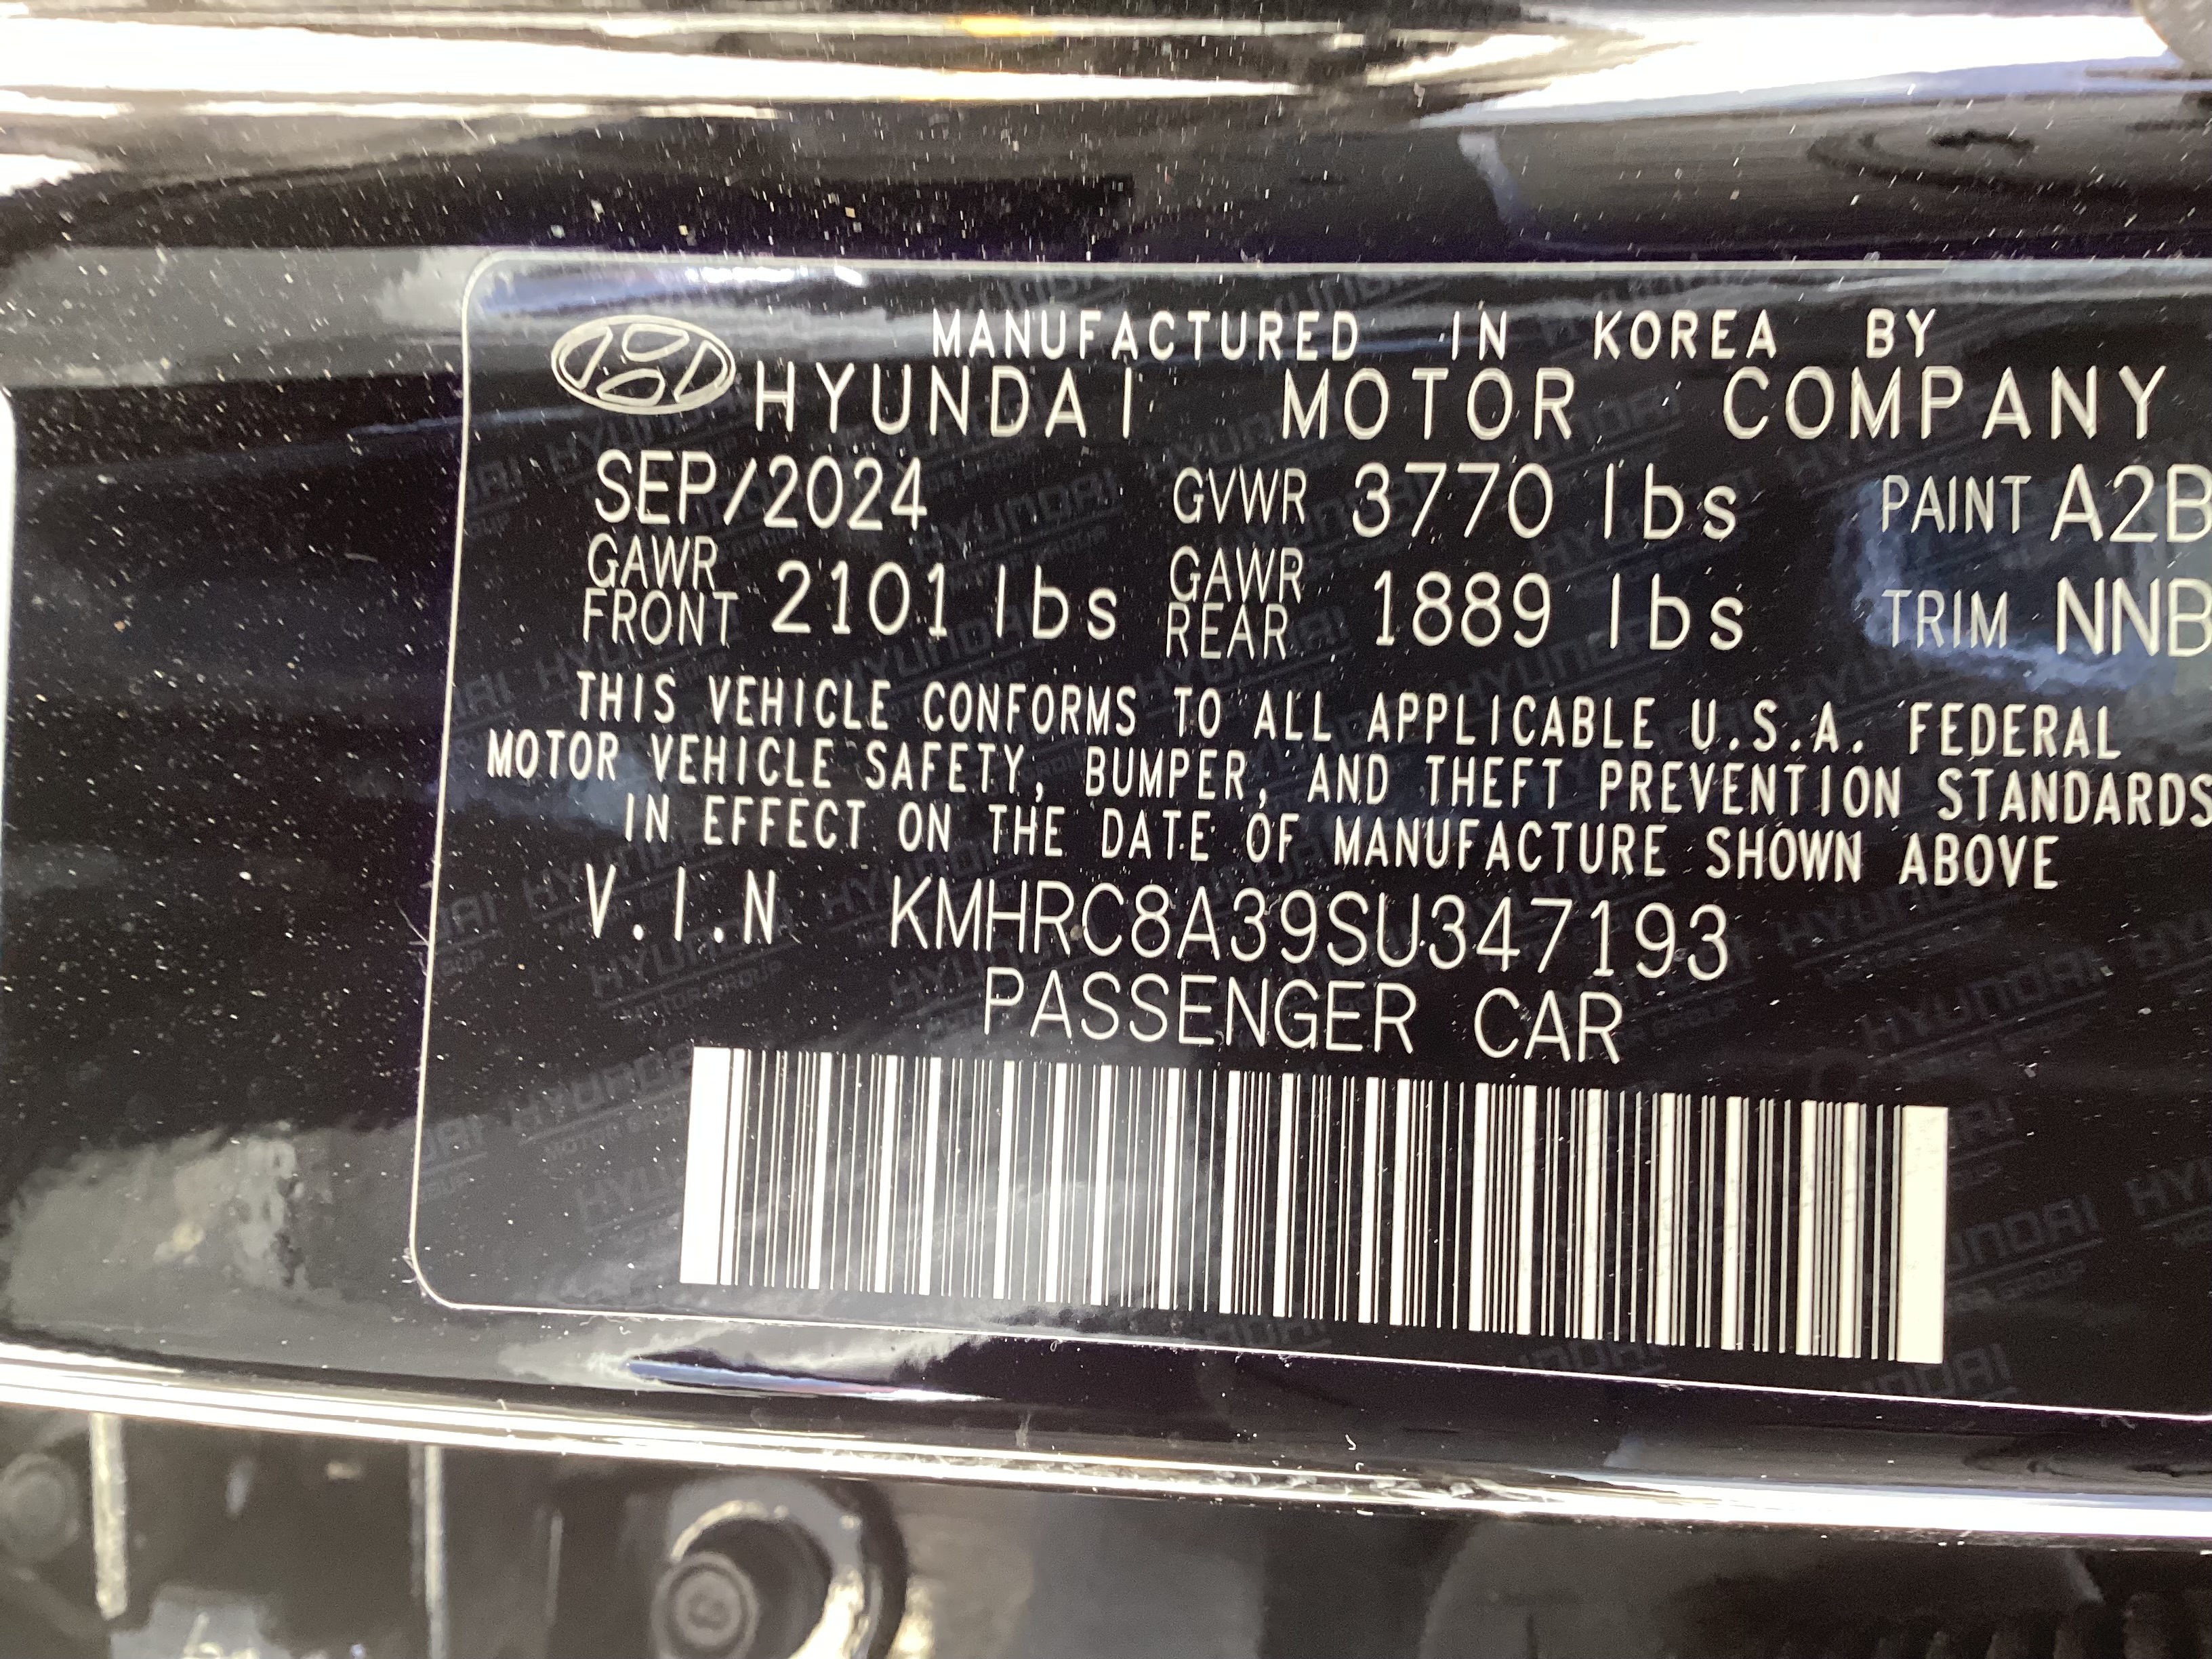 MANUFACTURED IN KOREA BY
HYUNDAI MOTOR COMPANY
SEP/2024 GVWR 3770 lbs PAINT A2B
GAWR FRONT 2101 lbs GAWR REAR 1889 lbs TRIM NNB
THIS VEHICLE CONFORMS TO ALL APPLICABLE U.S.A. FEDERAL
MOTOR VEHICLE SAFETY, BUMPER, AND THEFT PREVENTION STANDARDS
IN EFFECT ON THE DATE OF MANUFACTURE SHOWN ABOVE
V.I.N KMHRC8A39SU347193
PASSENGER CAR